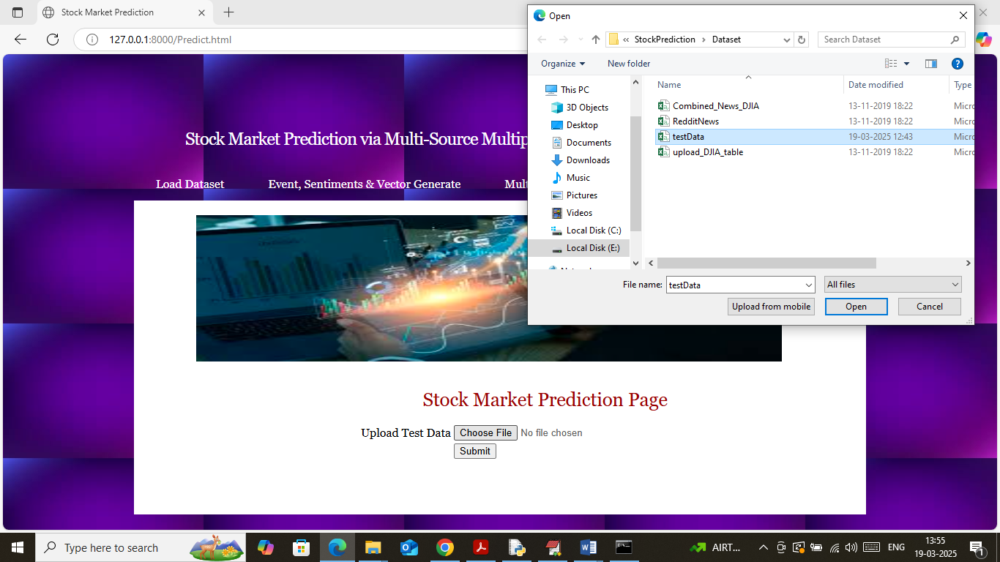 Stock Market Prediction
127.0.0.1:8000/Predict.html
Stock Market Prediction via Multi-Source Multip
Load Dataset
Event, Sentiments & Vector Generate
Mult
Stock Market Prediction Page
Upload Test Data Choose File No file chosen
Submit
Open
« StockPrediction › Dataset
Search Dataset
Organize
New folder
This PC
3D Objects
Desktop
Documents
Downloads
Music
Pictures
Videos
Local Disk (C:)
Local Disk (E:)
Name Date modified Type
Combined_News_DJIA 13-11-2019 18:22 Micro
RedditNews 13-11-2019 18:22 Micro
testData 19-03-2025 12:43 Micro
upload_DJIA_table 13-11-2019 18:22 Micro
File name: testData All files
Upload from mobile Open Cancel
Type here to search
AIRT...
ENG
13:55
19-03-2025
1